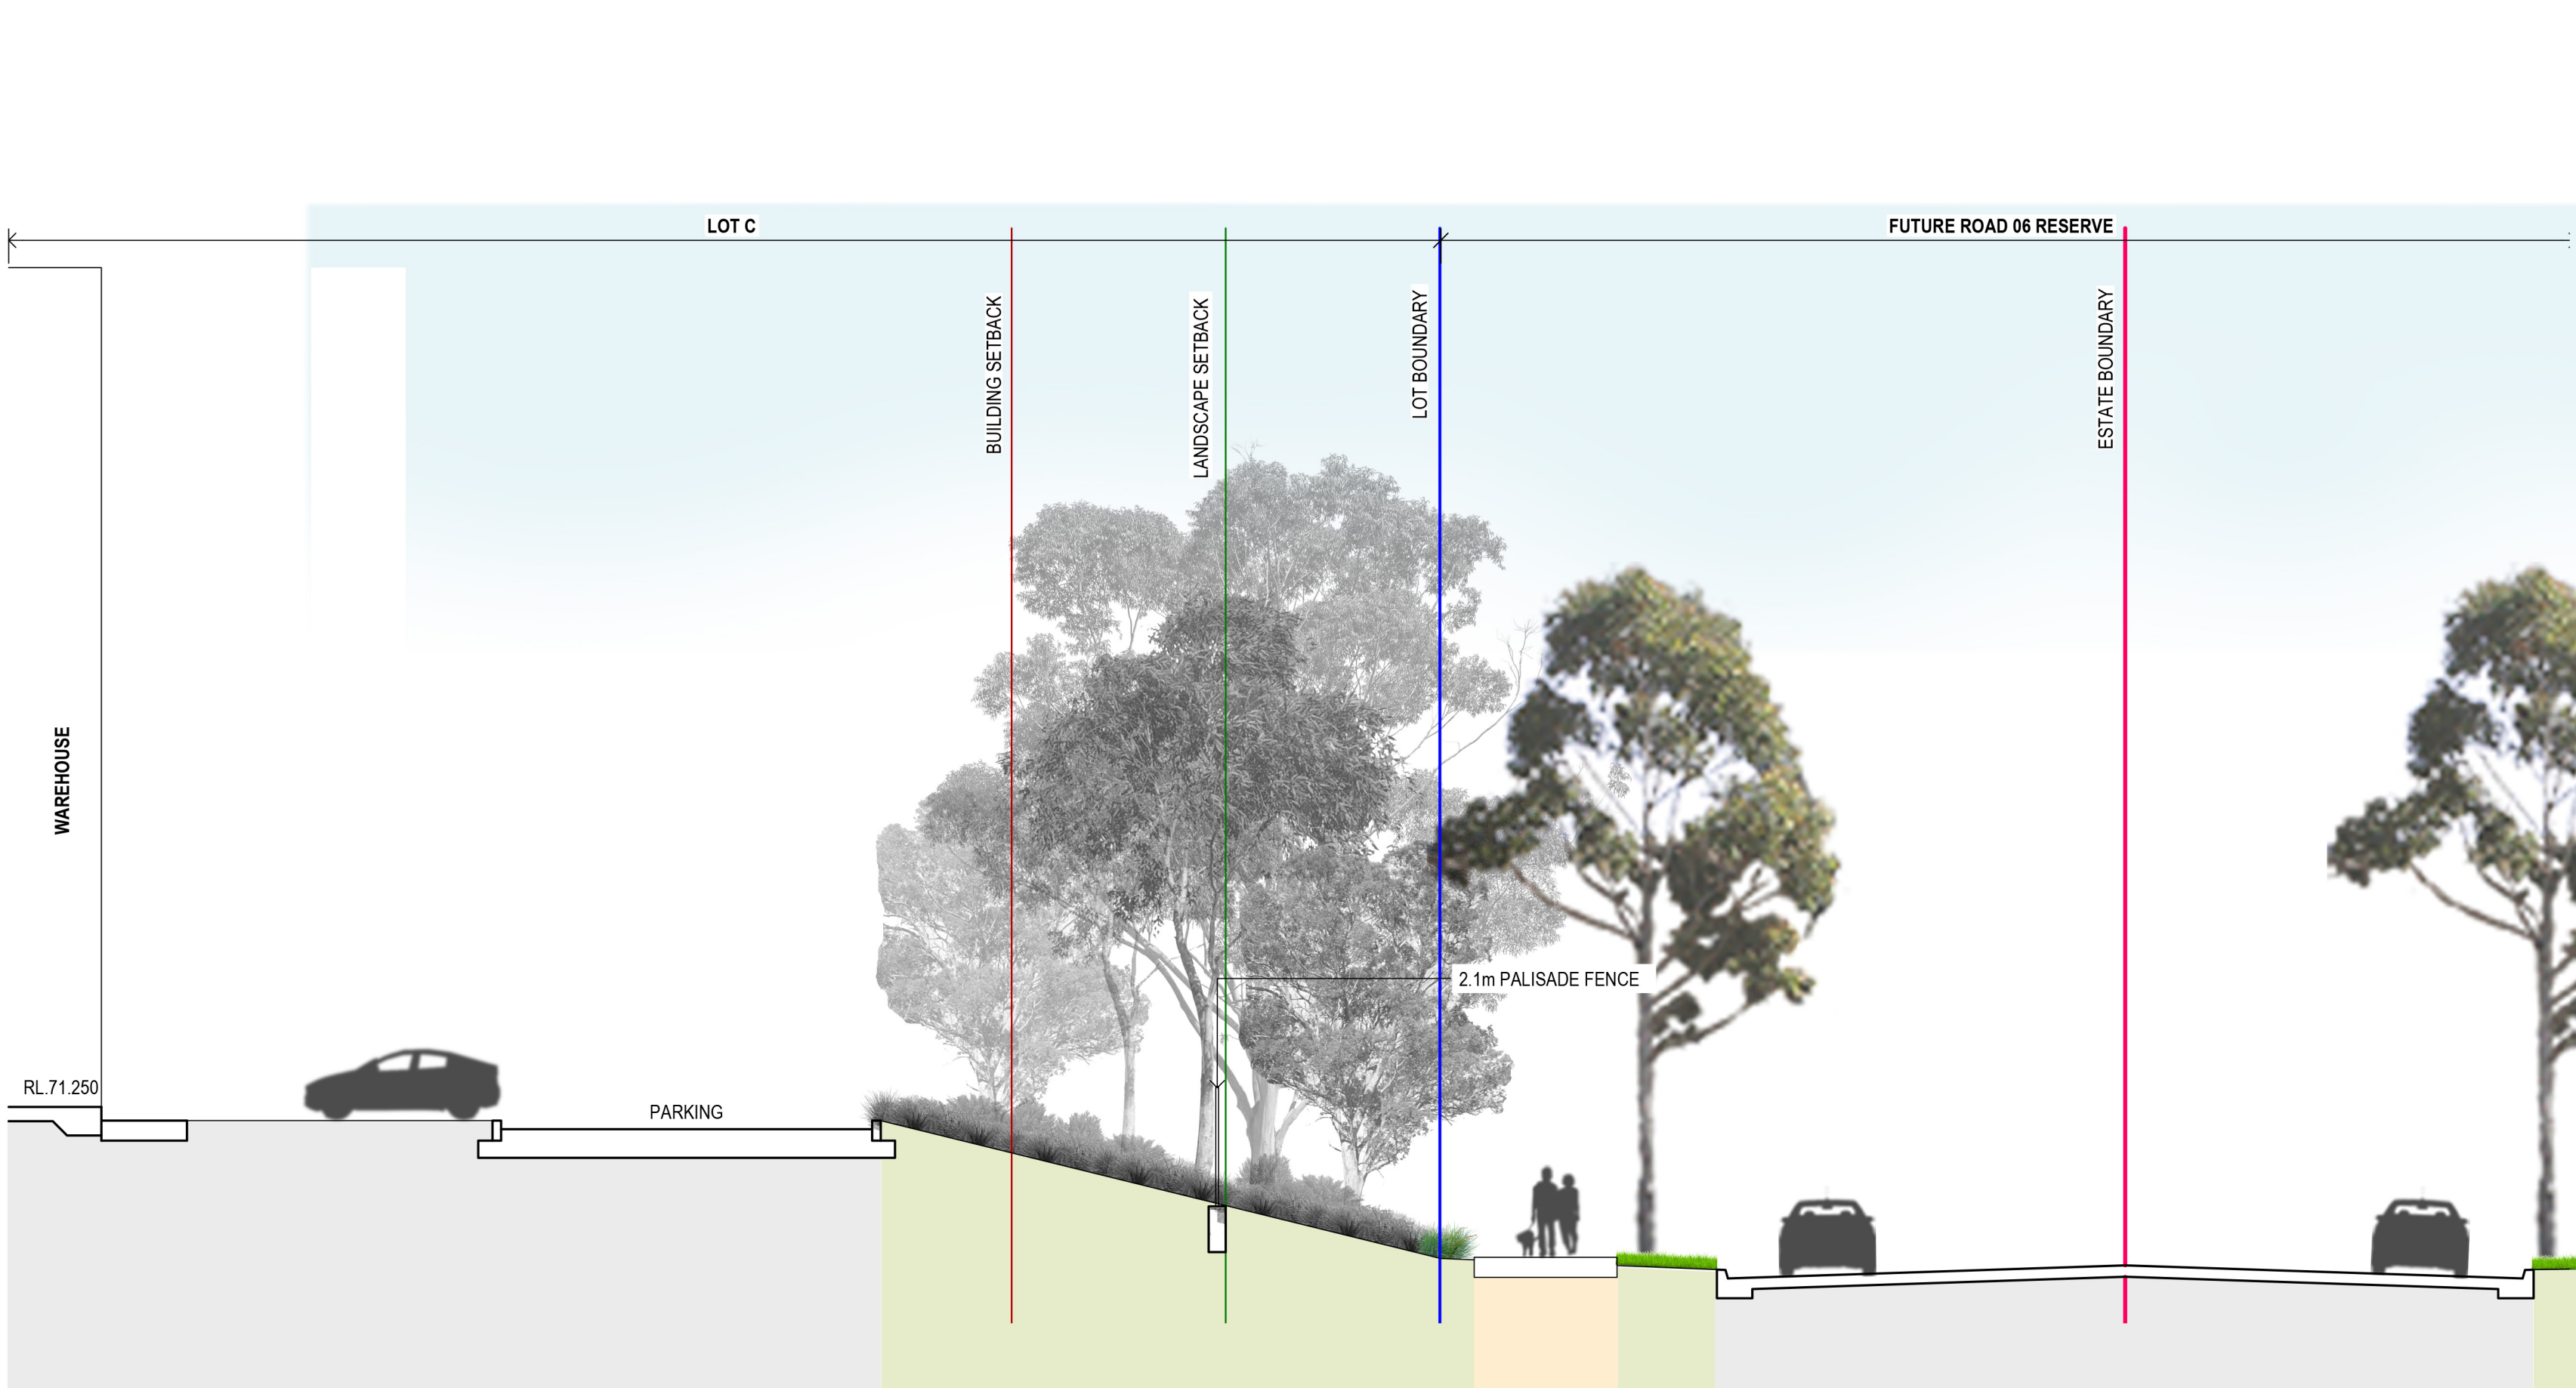 LOT C
FUTURE ROAD 06 RESERVE
BUILDING SETBACK
LANDSCAPE SETBACK
LOT BOUNDARY
ESTATE BOUNDARY
WAREHOUSE
2.1m PALISADE FENCE
RL.71.250
PARKING